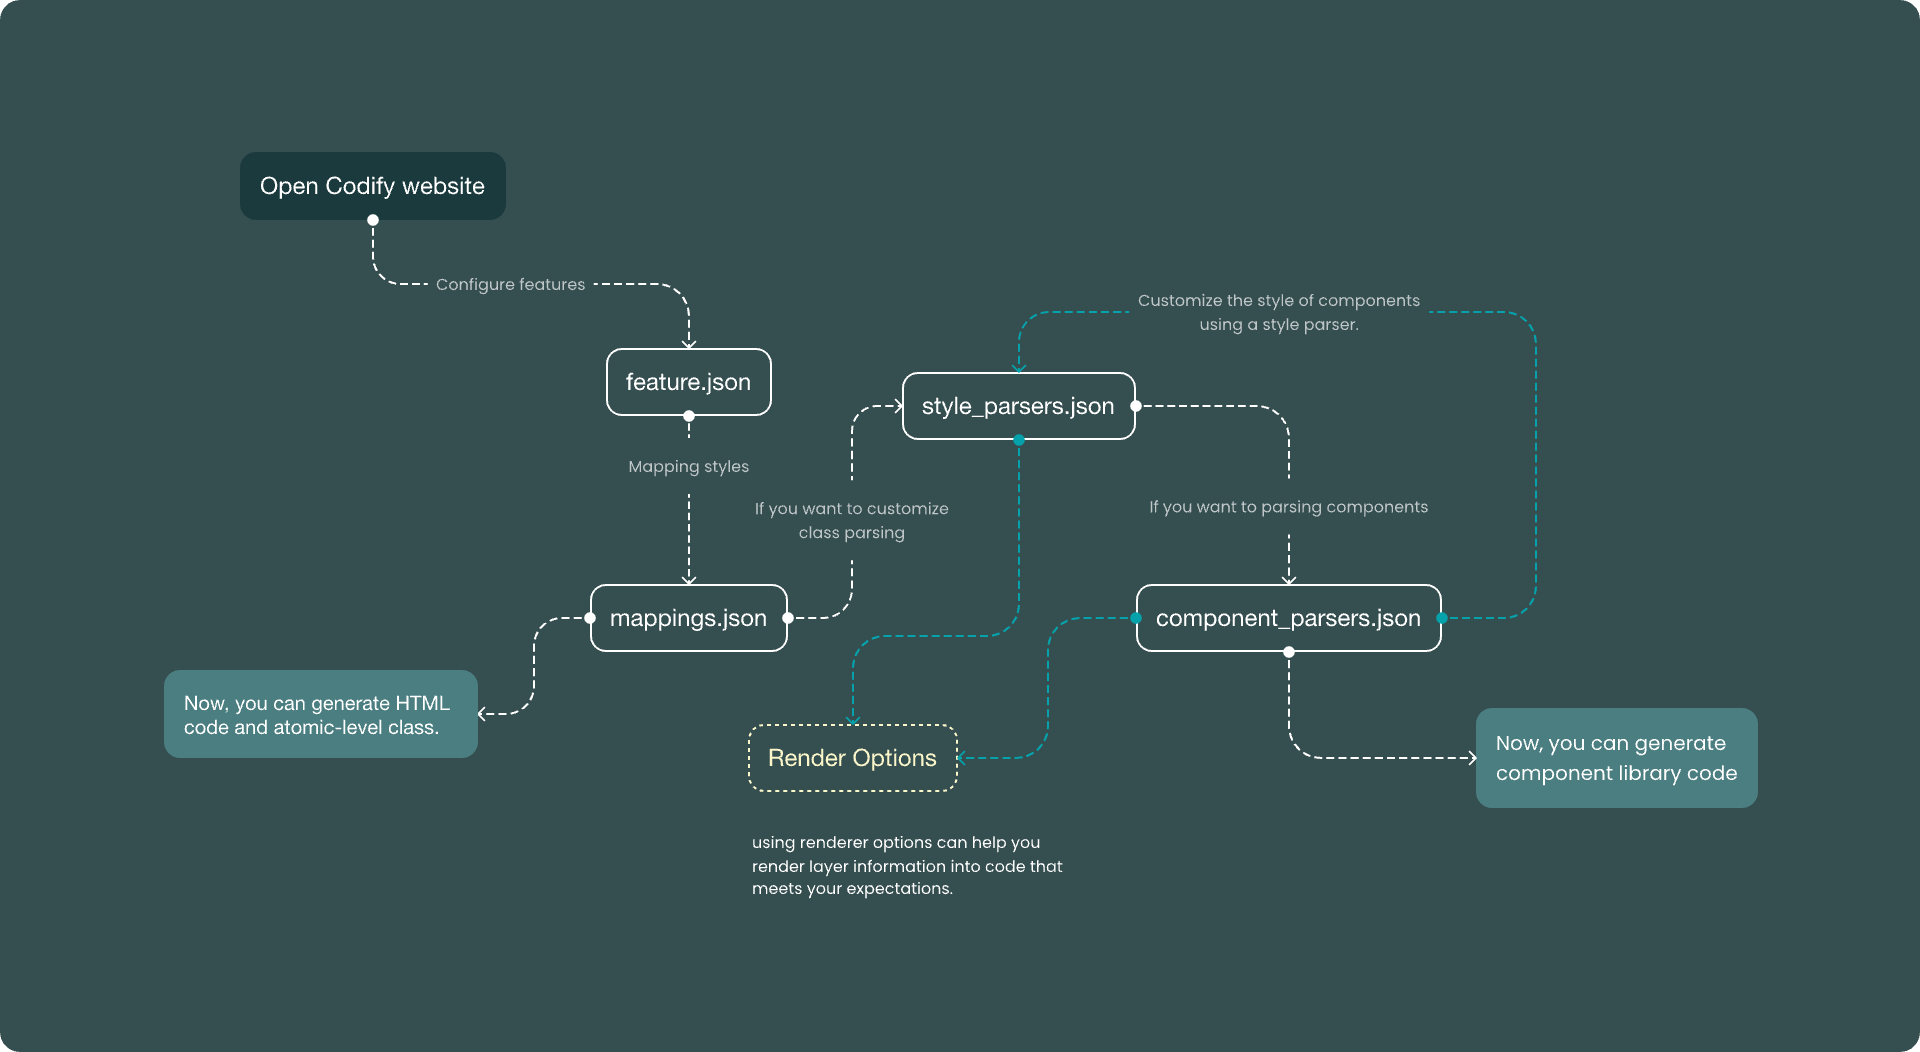 Open Codify website
Configure features
feature.json
Mapping styles
If you want to customize
class parsing
mappings.json
Now, you can generate HTML
code and atomic-level class.
Customize the style of components
using a style parser.
style_parsers.json
If you want to parsing components
component_parsers.json
Render Options
using renderer options can help you
render layer information into code that
meets your expectations.
Now, you can generate
component library code